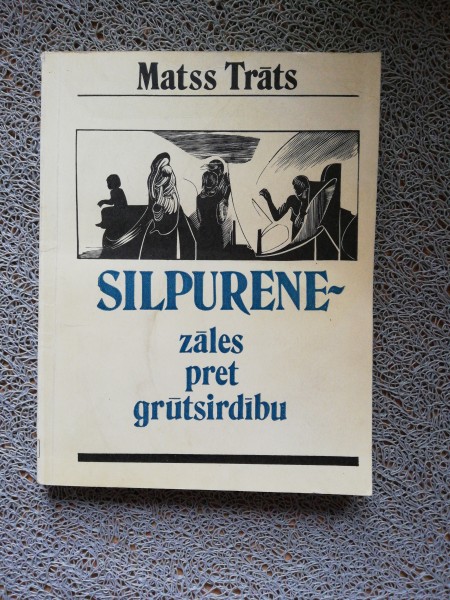 Matss Trāts
SILPURENE-
zāles
pret
grūtsirdību